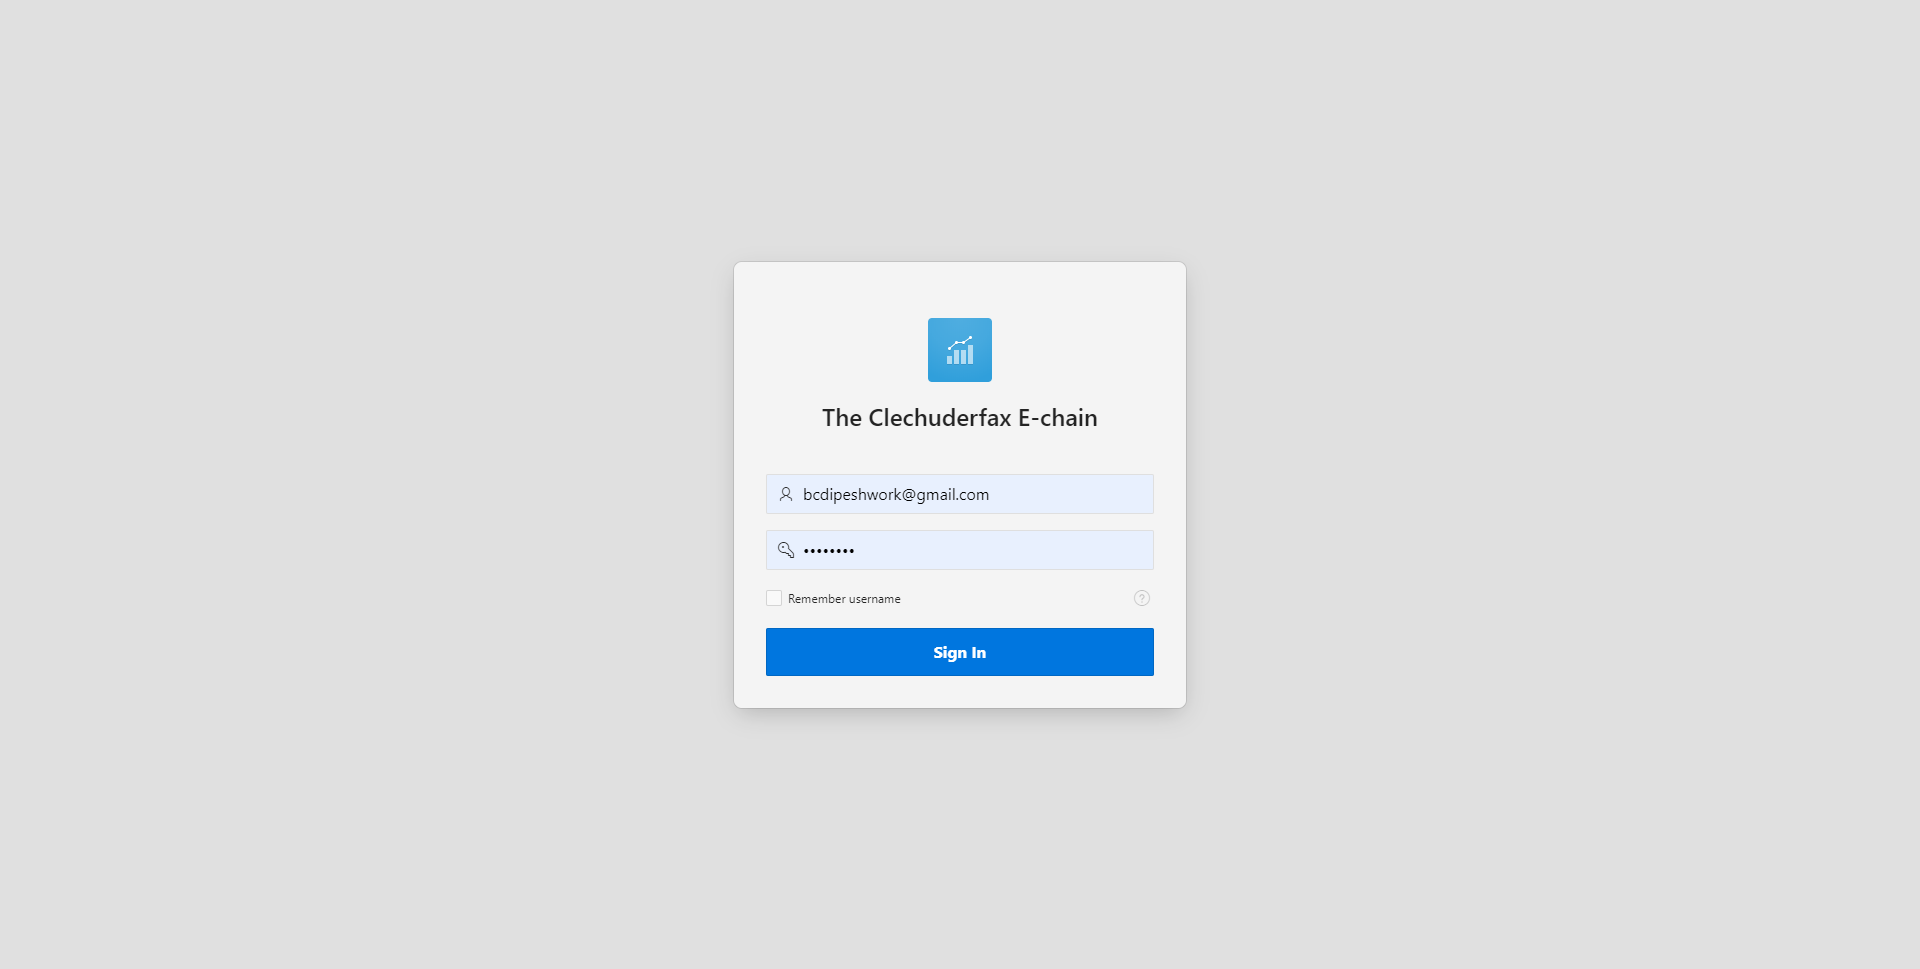 The Clechuderfax E-chain
bcdipeshwork@gmail.com
••••••••
Remember username
?
Sign In